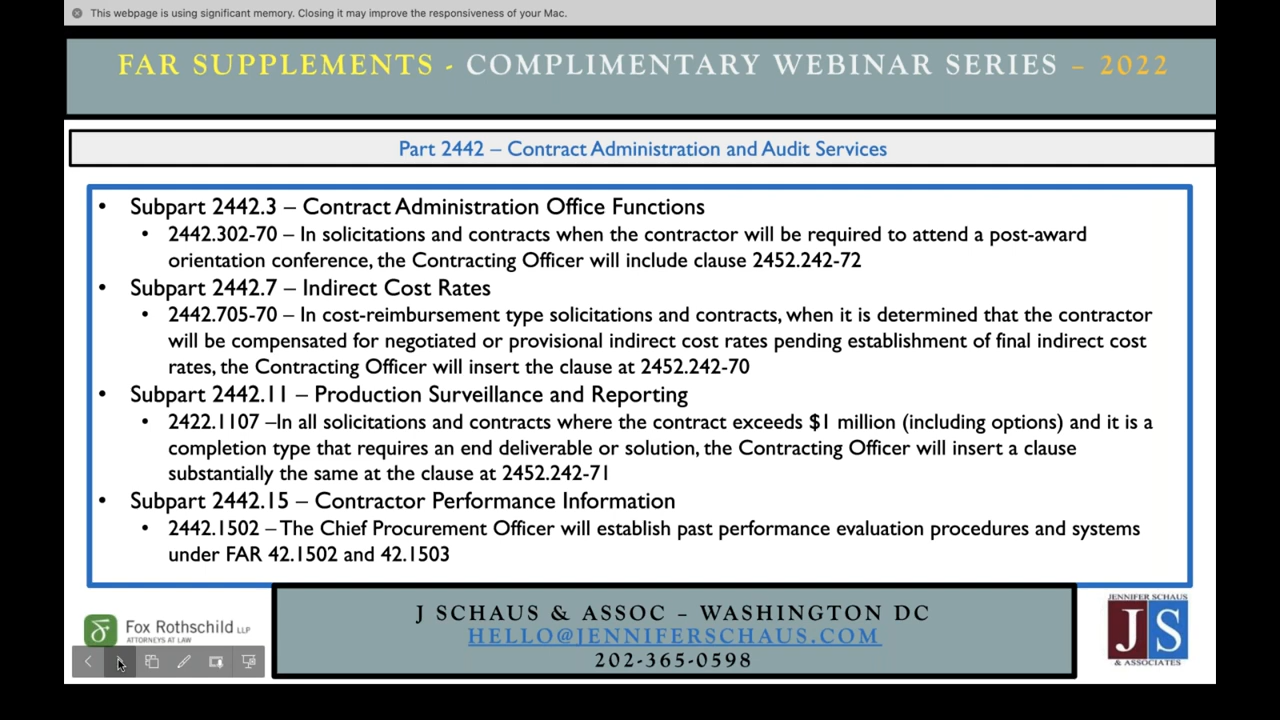 This webpage is using significant memory. Closing it may improve the responsiveness of your Mac.
FAR SUPPLEMENTS - COMPLIMENTARY WEBINAR SERIES – 2022
Part 2442 – Contract Administration and Audit Services
• Subpart 2442.3 – Contract Administration Office Functions
• 2442.302-70 – In solicitations and contracts when the contractor will be required to attend a post-award
orientation conference, the Contracting Officer will include clause 2452.242-72
• Subpart 2442.7 – Indirect Cost Rates
• 2442.705-70 – In cost-reimbursement type solicitations and contracts, when it is determined that the contractor
will be compensated for negotiated or provisional indirect cost rates pending establishment of final indirect cost
rates, the Contracting Officer will insert the clause at 2452.242-70
• Subpart 2442.11 – Production Surveillance and Reporting
• 2422.1107 –In all solicitations and contracts where the contract exceeds $1 million (including options) and it is a
completion type that requires an end deliverable or solution, the Contracting Officer will insert a clause
substantially the same at the clause at 2452.242-71
• Subpart 2442.15 – Contractor Performance Information
• 2442.1502 – The Chief Procurement Officer will establish past performance evaluation procedures and systems
under FAR 42.1502 and 42.1503
Fox Rothschild LLP
ATTORNEYS AT LAW
J SCHAUS & ASSOC – WASHINGTON DC
HELLO@JENNIFERSCHAUS.COM
202-365-0598
JENNIFER SCHAUS
JS
& ASSOCIATES